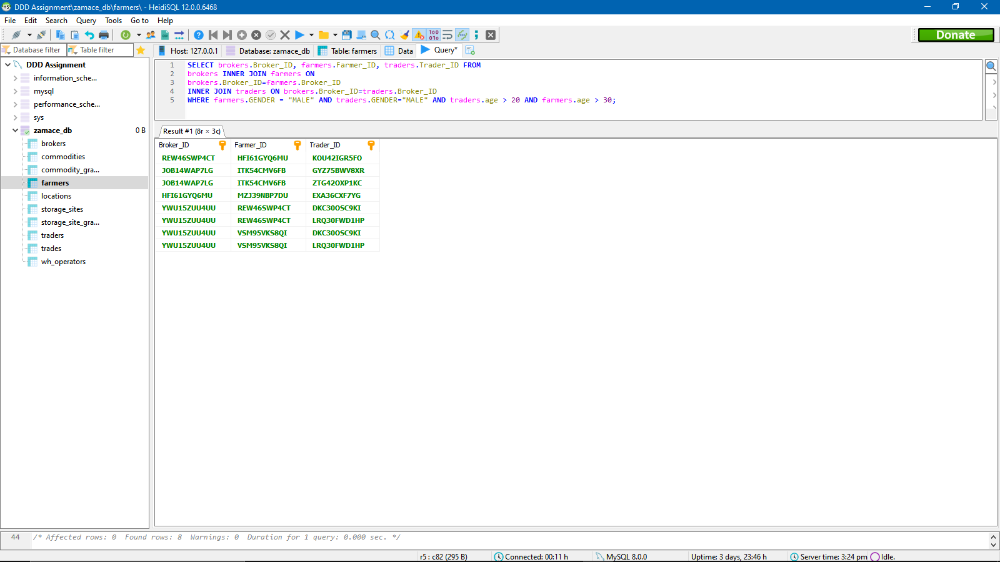 DDD Assignment\zamace_db\farmers\ - HeidiSQL 12.0.0.6468
File Edit Search Query Tools Go to Help
Donate
Database filter Table filter Host: 127.0.0.1 Database: zamace_db Table: farmers Data Query*
DDD Assignment
information_sche...
mysql
performance_sche...
sys
zamace_db 0 B
brokers
commodities
commodity_gra...
farmers
locations
storage_sites
storage_site_gra...
traders
trades
wh_operators
1 SELECT brokers.Broker_ID, farmers.Farmer_ID, traders.Trader_ID FROM
2 brokers INNER JOIN farmers ON
3 brokers.Broker_ID=farmers.Broker_ID
4 INNER JOIN traders ON brokers.Broker_ID=traders.Broker_ID
5 WHERE farmers.GENDER = "MALE" AND traders.GENDER="MALE" AND traders.age > 20 AND farmers.age > 30;
Result #1 (8r × 3c)
Broker_ID Farmer_ID Trader_ID
REW46SWP4CT HFI61GYQ6MU KOU42IGR5FO
JOB14WAP7LG ITK54CMV6FB GYZ75BWV8XR
JOB14WAP7LG ITK54CMV6FB ZTG42OXP1KC
HFI61GYQ6MU MZJ39NBP7DU EXA36CXF7YG
YWU15ZUU4UU REW46SWP4CT DKC30OSC9KI
YWU15ZUU4UU REW46SWP4CT LRQ30FWD1HP
YWU15ZUU4UU VSM95VKS8QI DKC30OSC9KI
YWU15ZUU4UU VSM95VKS8QI LRQ30FWD1HP
44 /* Affected rows: 0 Found rows: 8 Warnings: 0 Duration for 1 query: 0.000 sec. */
r5 : c82 (295 B) Connected: 00:11 h MySQL 8.0.0 Uptime: 3 days, 23:46 h Server time: 3:24 pm Idle.